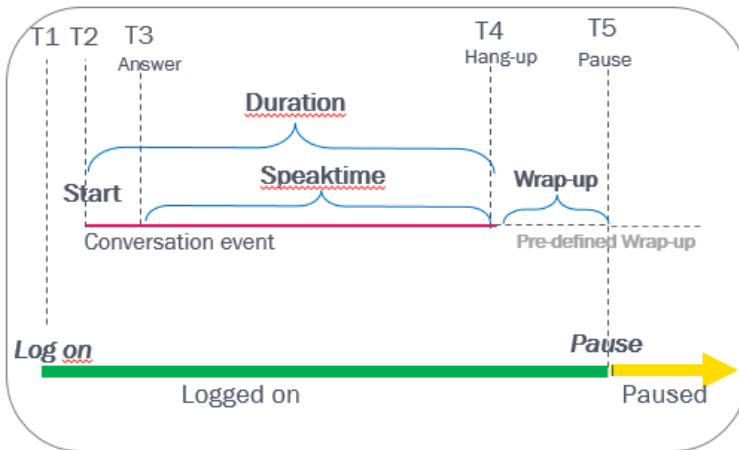 T1 T2 T3 T4 T5
Answer Hang-up Pause
Duration
Speaktime Wrap-up
Start
Conversation event Pre-defined Wrap-up
Log on Pause
Logged on Paused